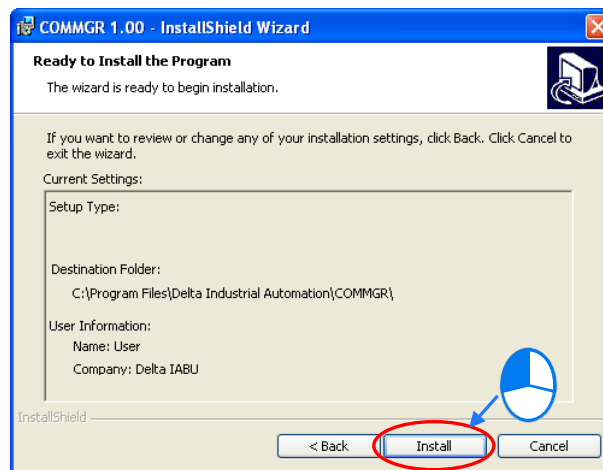 COMMGR 1.00 - InstallShield Wizard
Ready to Install the Program
The wizard is ready to begin installation.
If you want to review or change any of your installation settings, click Back. Click Cancel to
exit the wizard.
Current Settings:
Setup Type:
Destination Folder:
C:\Program Files\Delta Industrial Automation\COMMGR\
User Information:
Name: User
Company: Delta IABU
InstallShield
< Back Install Cancel